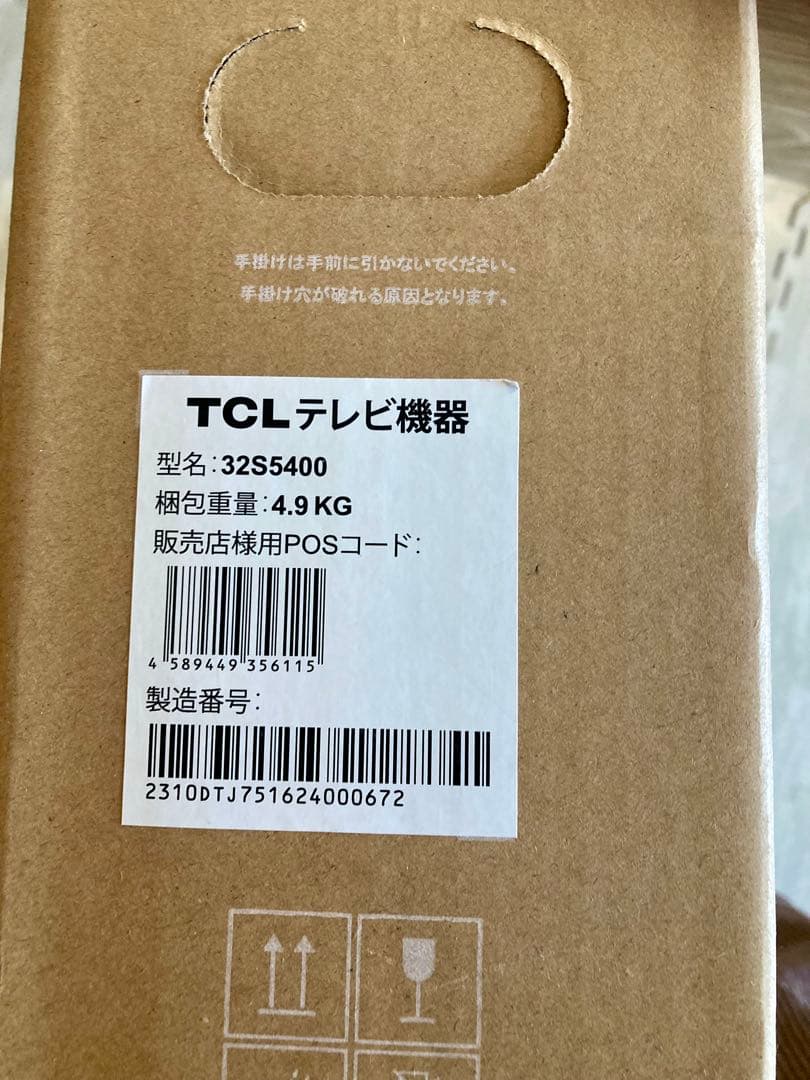 手掛けは手前に引かないでください。
手掛け穴が破れる原因となります。
TCLテレビ機器
型名:32S5400
梱包重量:4.9KG
販売店様用POSコード:
4 589449 356115
製造番号:
2310DTJ751624000672